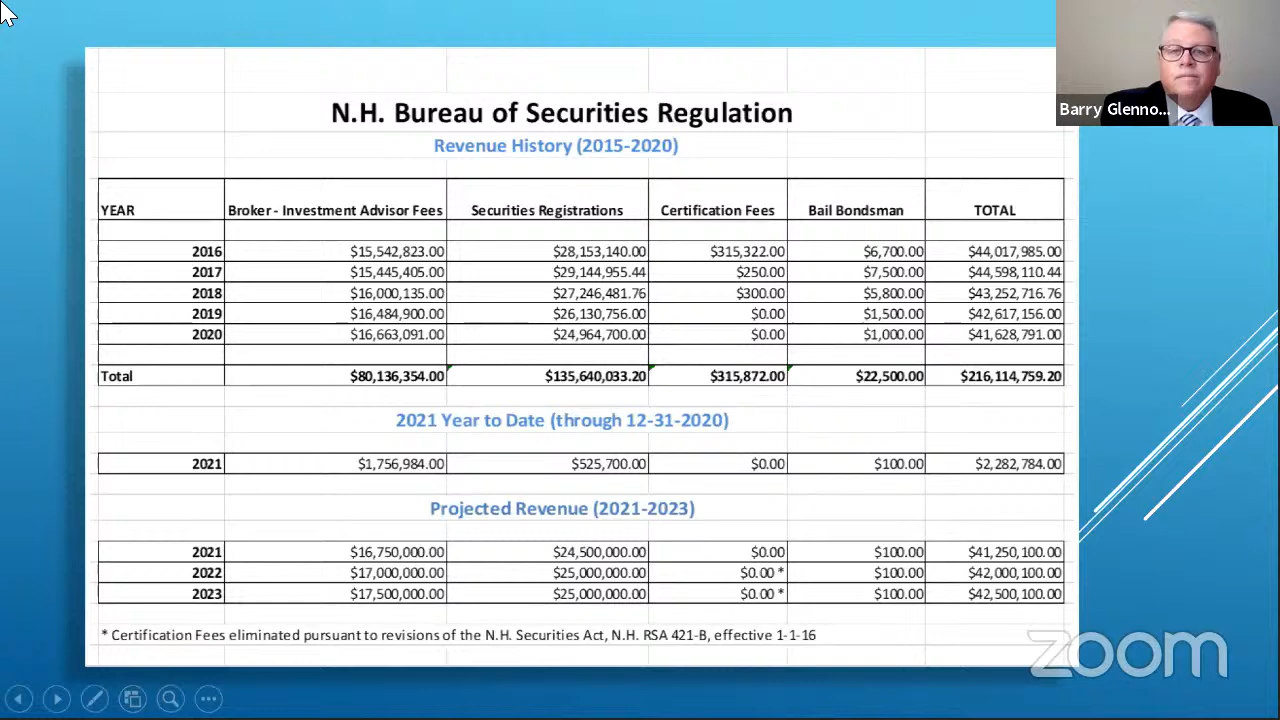 Barry Glenno...
N.H. Bureau of Securities Regulation
Revenue History (2015-2020)
YEAR Broker - Investment Advisor Fees Securities Registrations Certification Fees Bail Bondsman TOTAL
2016 $15,542,823.00 $28,153,140.00 $315,322.00 $6,700.00 $44,017,985.00
2017 $15,445,405.00 $29,144,955.44 $250.00 $7,500.00 $44,598,110.44
2018 $16,000,135.00 $27,246,481.76 $300.00 $5,800.00 $43,252,716.76
2019 $16,484,900.00 $26,130,756.00 $0.00 $1,500.00 $42,617,156.00
2020 $16,663,091.00 $24,964,700.00 $0.00 $1,000.00 $41,628,791.00
Total $80,136,354.00 $135,640,033.20 $315,872.00 $22,500.00 $216,114,759.20
2021 Year to Date (through 12-31-2020)
2021 $1,756,984.00 $525,700.00 $0.00 $100.00 $2,282,784.00
Projected Revenue (2021-2023)
2021 $16,750,000.00 $24,500,000.00 $0.00 $100.00 $41,250,100.00
2022 $17,000,000.00 $25,000,000.00 $0.00 * $100.00 $42,000,100.00
2023 $17,500,000.00 $25,000,000.00 $0.00 * $100.00 $42,500,100.00
* Certification Fees eliminated pursuant to revisions of the N.H. Securities Act, N.H. RSA 421-B, effective 1-1-16
zoom